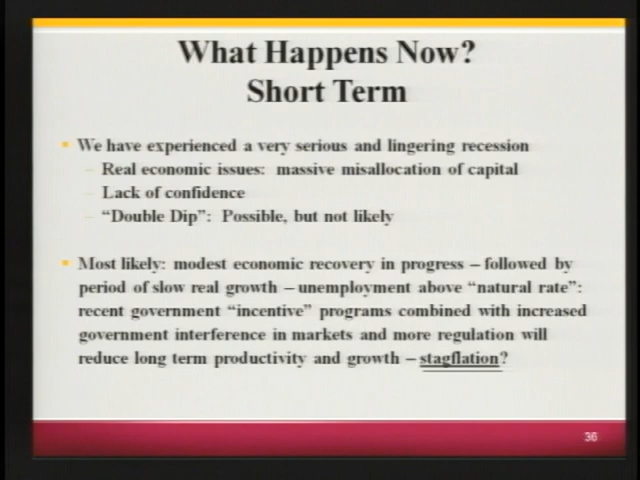 What Happens Now?
Short Term
We have experienced a very serious and lingering recession
– Real economic issues: massive misallocation of capital
– Lack of confidence
– “Double Dip”: Possible, but not likely
Most likely: modest economic recovery in progress – followed by
period of slow real growth – unemployment above “natural rate”:
recent government “incentive” programs combined with increased
government interference in markets and more regulation will
reduce long term productivity and growth – stagflation?
36